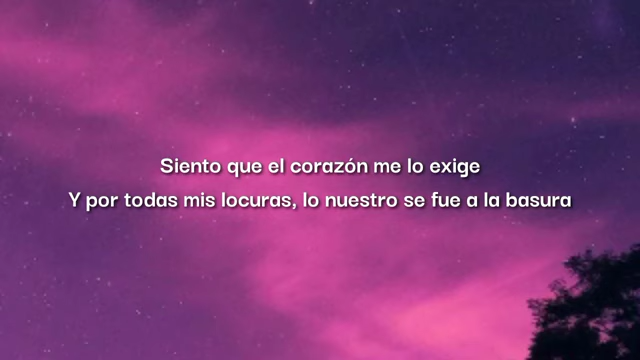 Siento que el corazón me lo exige
Y por todas mis locuras, lo nuestro se fue a la basura